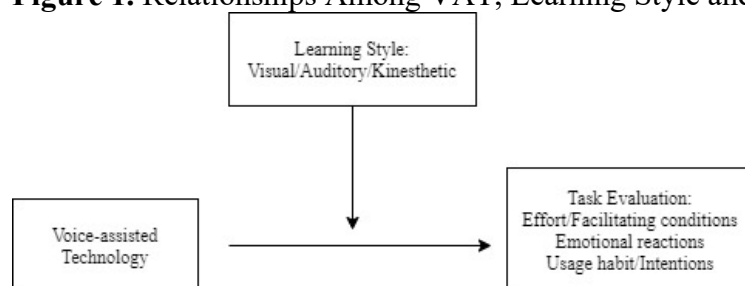 Figure 1. Relationships Among VAT, Learning Style and
Learning Style:
Visual/Auditory/Kinesthetic
Voice-assisted
Technology
Task Evaluation:
Effort/Facilitating conditions
Emotional reactions
Usage habit/Intentions